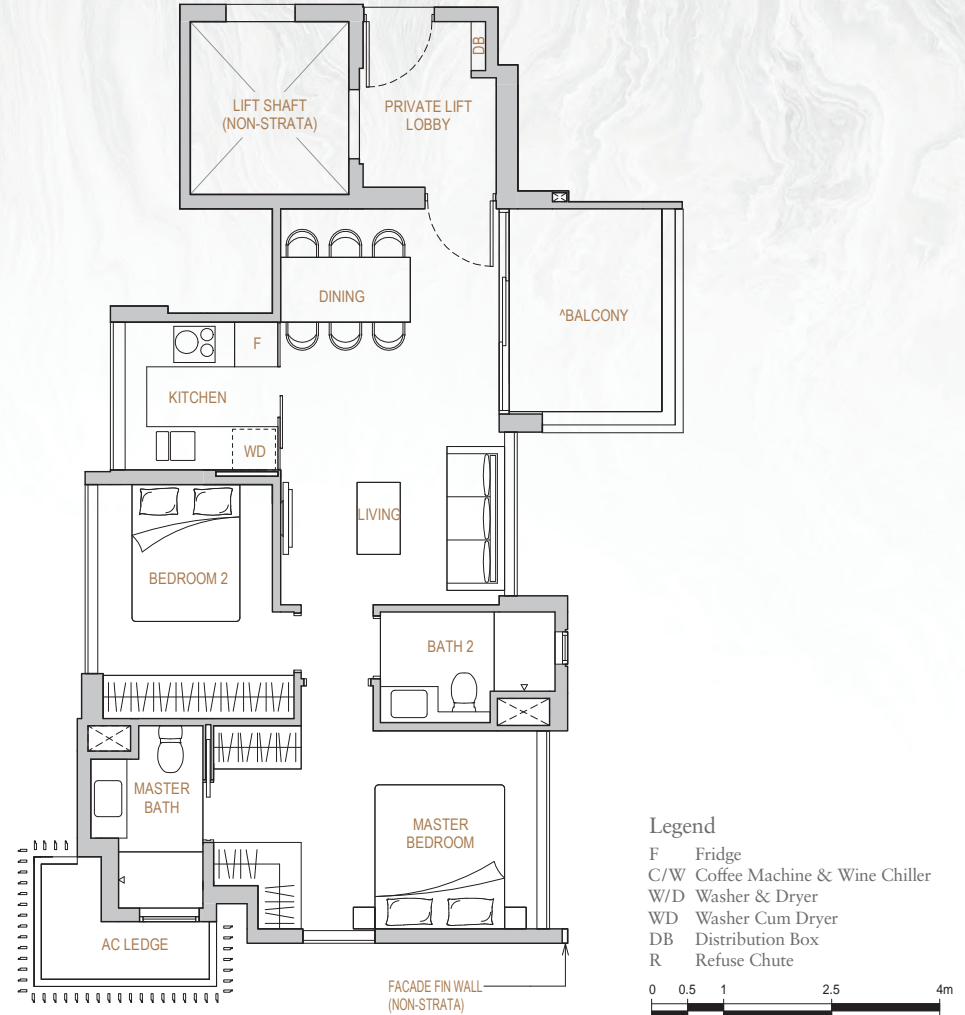 LIFT SHAFT
(NON-STRATA)
PRIVATE LIFT
LOBBY
DB
DINING
^BALCONY
F
KITCHEN
WD
LIVING
BEDROOM 2
BATH 2
MASTER
BATH
MASTER
BEDROOM
AC LEDGE
FACADE FIN WALL
(NON-STRATA)
Legend
F Fridge
C/W Coffee Machine & Wine Chiller
W/D Washer & Dryer
WD Washer Cum Dryer
DB Distribution Box
R Refuse Chute
0 0.5 1 2.5 4m